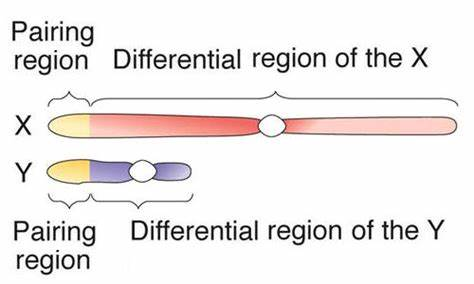 Pairing
region
Differential region of the X
X
Y
Pairing
region
Differential region of the Y